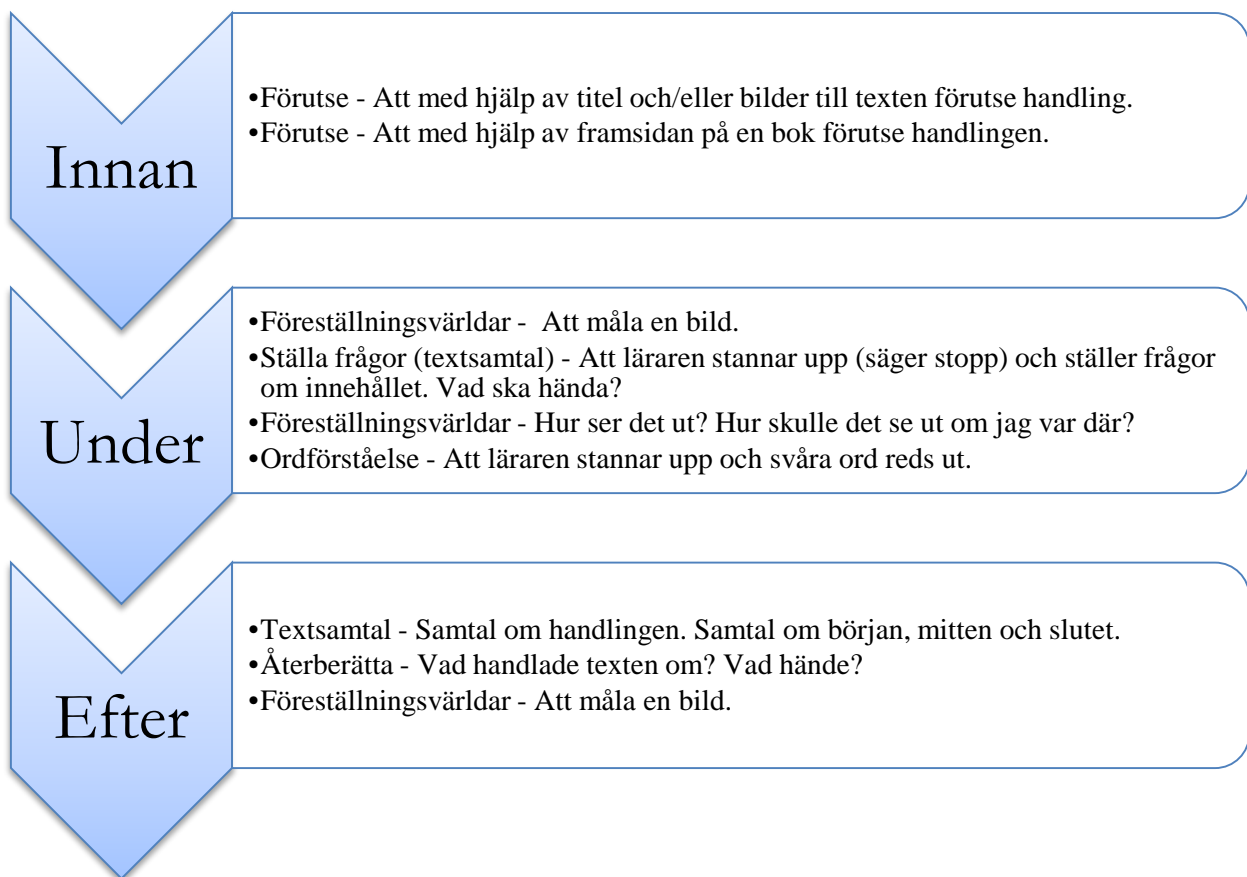 Innan
•Förutse - Att med hjälp av titel och/eller bilder till texten förutse handling.
•Förutse - Att med hjälp av framsidan på en bok förutse handlingen.
Under
•Föreställningsvärldar -  Att måla en bild.
•Ställa frågor (textsamtal) - Att läraren stannar upp (säger stopp) och ställer frågor
om innehållet. Vad ska hända?
•Föreställningsvärldar - Hur ser det ut? Hur skulle det se ut om jag var där?
•Ordförståelse - Att läraren stannar upp och svåra ord reds ut.
Efter
•Textsamtal - Samtal om handlingen. Samtal om början, mitten och slutet.
•Återberätta - Vad handlade texten om? Vad hände?
•Föreställningsvärldar - Att måla en bild.